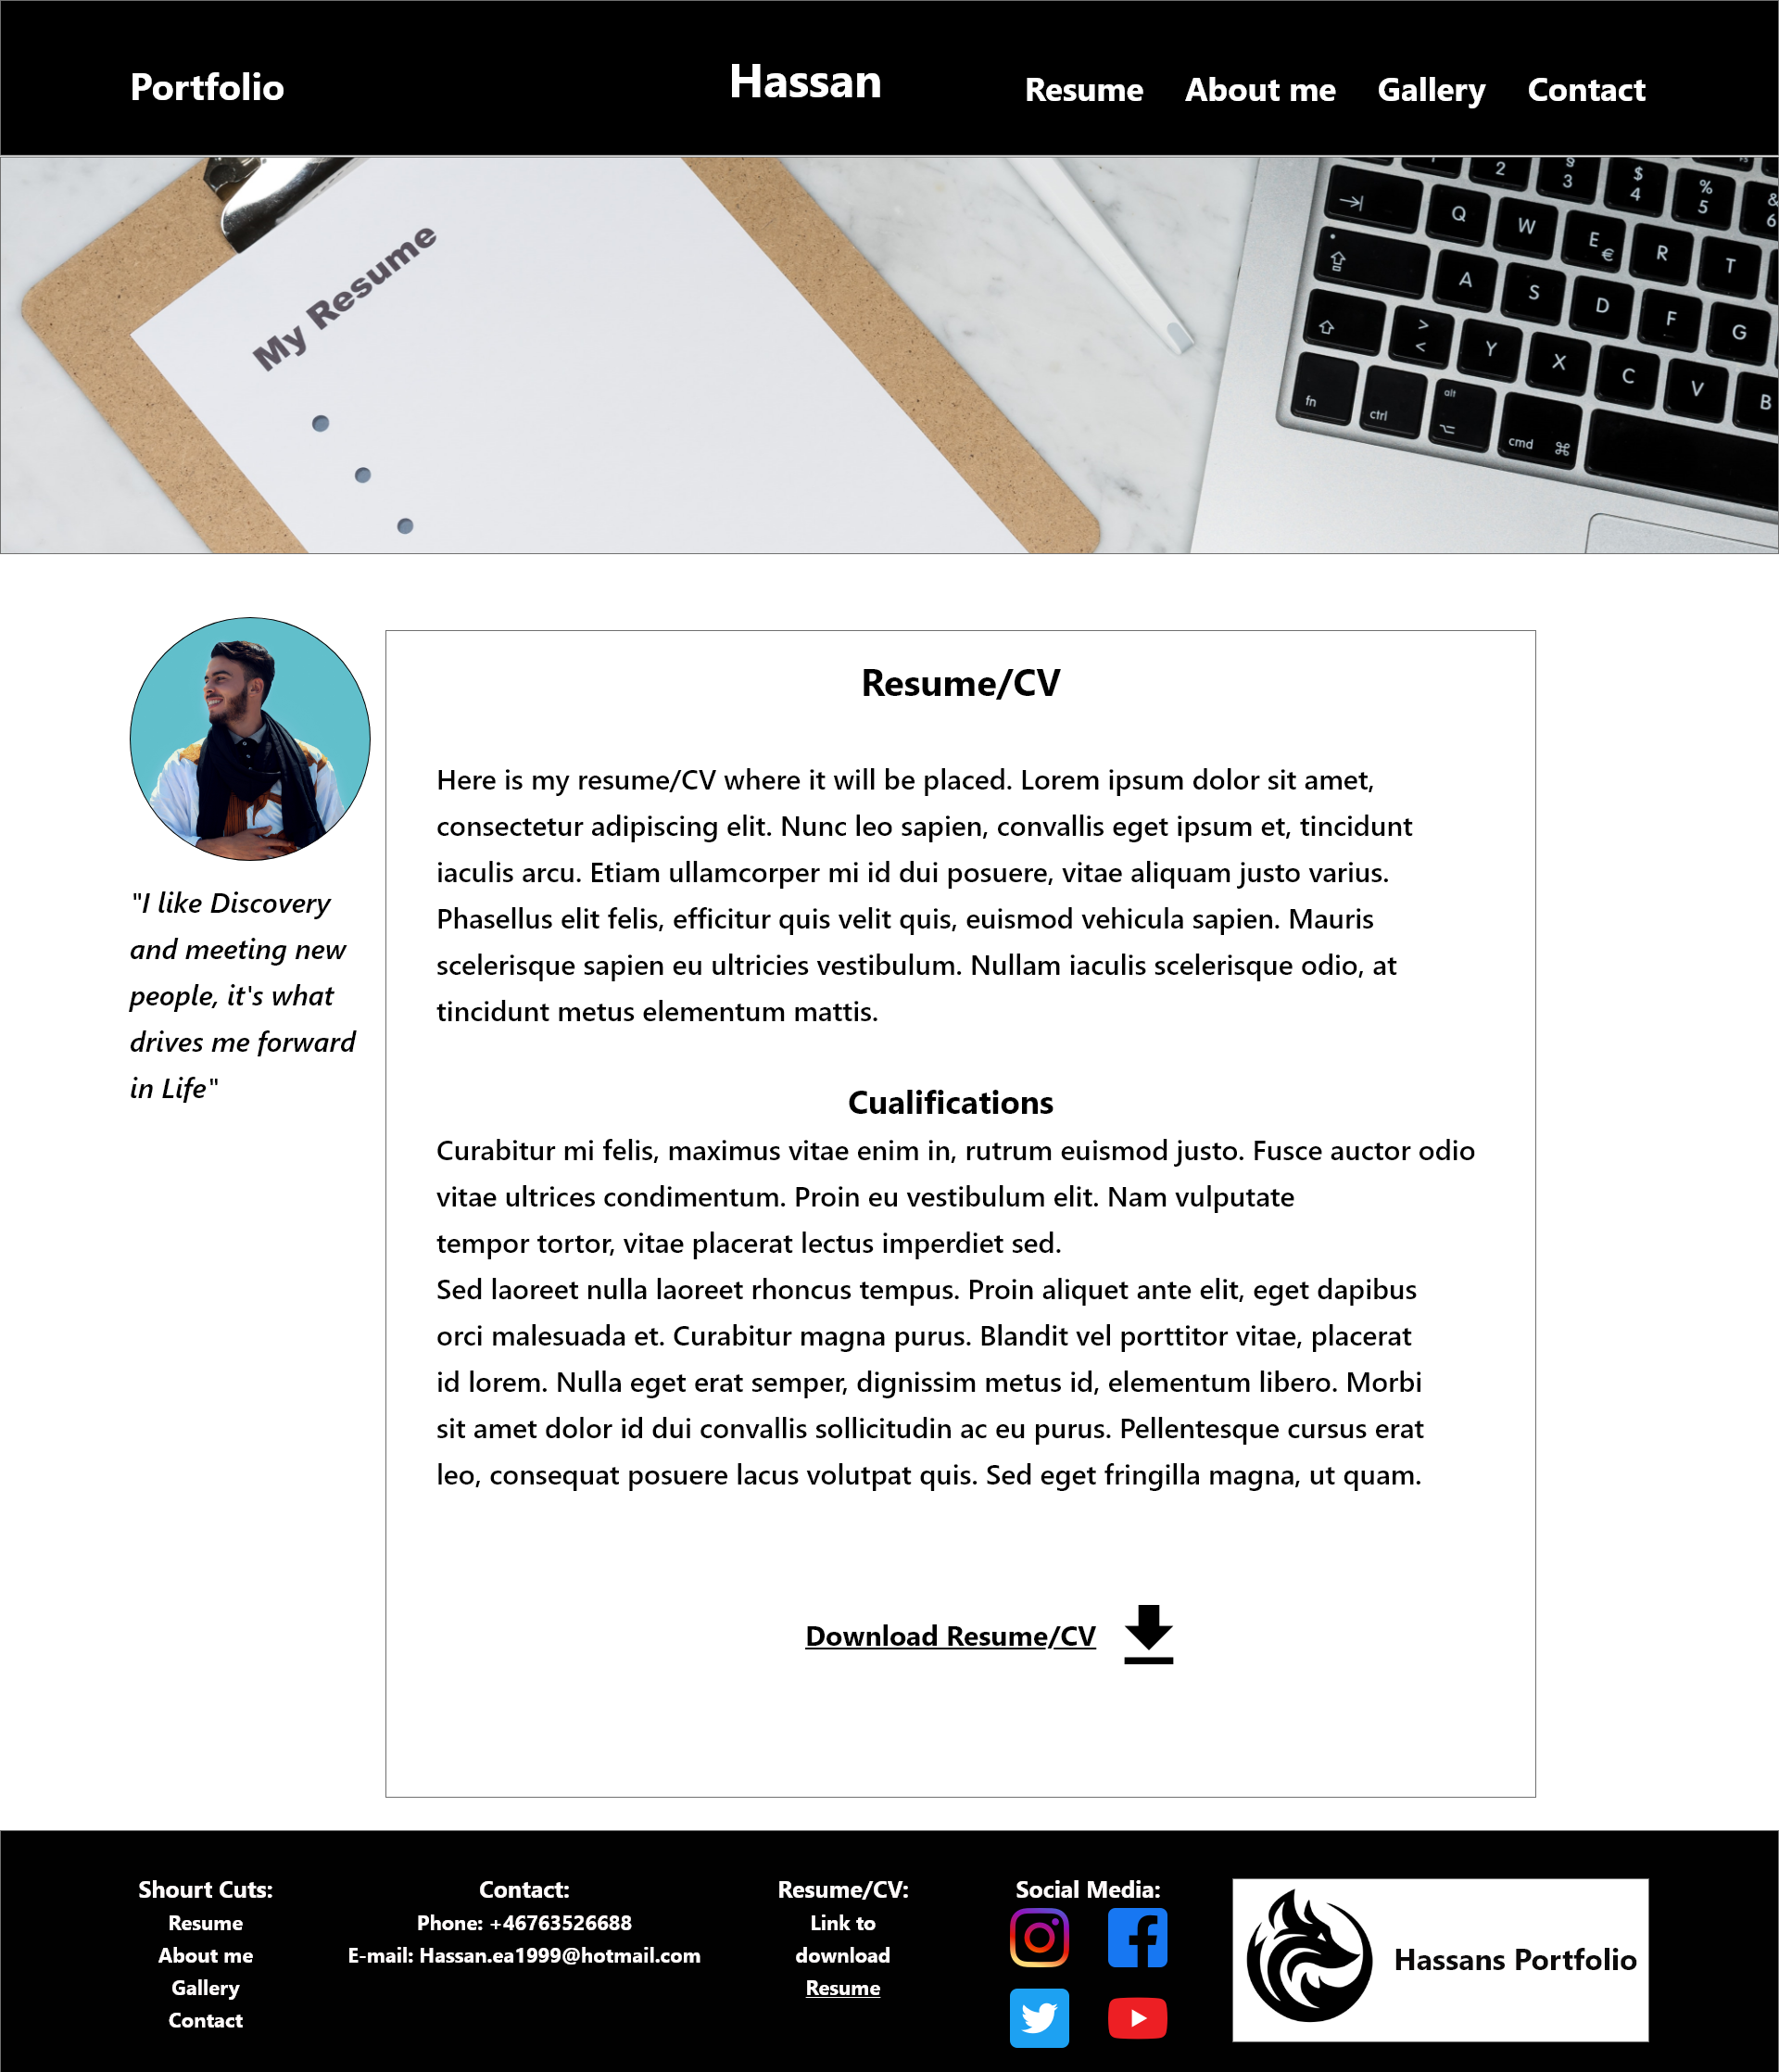 Portfolio
Hassan
Resume About me Gallery Contact
My Resume
2 § 3 $ 4 % 5 & 6
Q W E € R T
A S D F G
> < Y X C V B
fn ctrl alt cmd ⌘
Resume/CV
Here is my resume/CV where it will be placed. Lorem ipsum dolor sit amet,
consectetur adipiscing elit. Nunc leo sapien, convallis eget ipsum et, tincidunt
iaculis arcu. Etiam ullamcorper mi id dui posuere, vitae aliquam justo varius.
Phasellus elit felis, efficitur quis velit quis, euismod vehicula sapien. Mauris
scelerisque sapien eu ultricies vestibulum. Nullam iaculis scelerisque odio, at
tincidunt metus elementum mattis.
"I like Discovery
and meeting new
people, it's what
drives me forward
in Life"
Cualifications
Curabitur mi felis, maximus vitae enim in, rutrum euismod justo. Fusce auctor odio
vitae ultrices condimentum. Proin eu vestibulum elit. Nam vulputate
tempor tortor, vitae placerat lectus imperdiet sed.
Sed laoreet nulla laoreet rhoncus tempus. Proin aliquet ante elit, eget dapibus
orci malesuada et. Curabitur magna purus. Blandit vel porttitor vitae, placerat
id lorem. Nulla eget erat semper, dignissim metus id, elementum libero. Morbi
sit amet dolor id dui convallis sollicitudin ac eu purus. Pellentesque cursus erat
leo, consequat posuere lacus volutpat quis. Sed eget fringilla magna, ut quam.
Download Resume/CV
Shourt Cuts:
Resume
About me
Gallery
Contact
Contact:
Phone: +46763526688
E-mail: Hassan.ea1999@hotmail.com
Resume/CV:
Link to
download
Resume
Social Media:
Hassans Portfolio